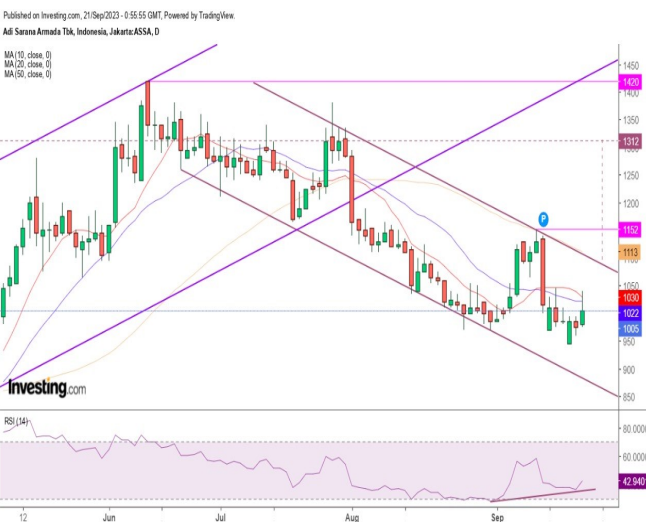 Published on Investing.com, 21/Sep/2023 - 0:55:55 GMT, Powered by TradingView.
Adi Sarana Armada Tbk, Indonesia, Jakarta:ASSA, D
MA (10, close, 0)
MA (20, close, 0)
MA (50, close, 0)
1450
1420
1400
1312
1300
1250
1200
P
1152
1113
1100
1050
1030
1022
1005
950
900
850
Investing.com
RSI (14)
80.0000
60.0000
42.9401
12
Jun
Jul
Aug
Sep